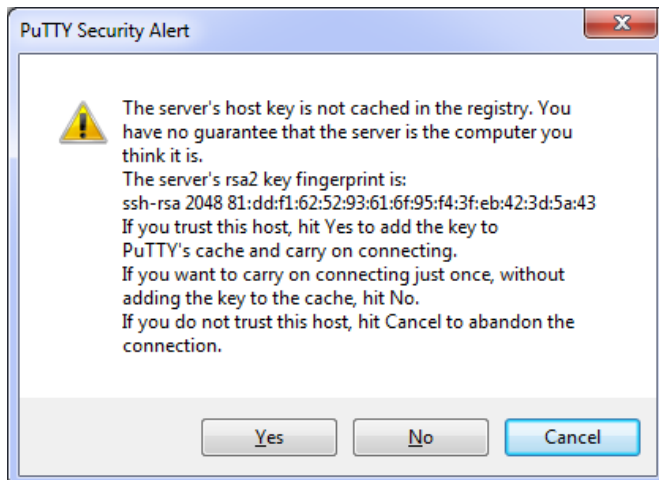 PuTTY Security Alert
The server's host key is not cached in the registry. You
have no guarantee that the server is the computer you
think it is.
The server's rsa2 key fingerprint is:
ssh-rsa 2048 81:dd:f1:62:52:93:61:6f:95:f4:3f:eb:42:3d:5a:43
If you trust this host, hit Yes to add the key to
PuTTY's cache and carry on connecting.
If you want to carry on connecting just once, without
adding the key to the cache, hit No.
If you do not trust this host, hit Cancel to abandon the
connection.
Yes No Cancel